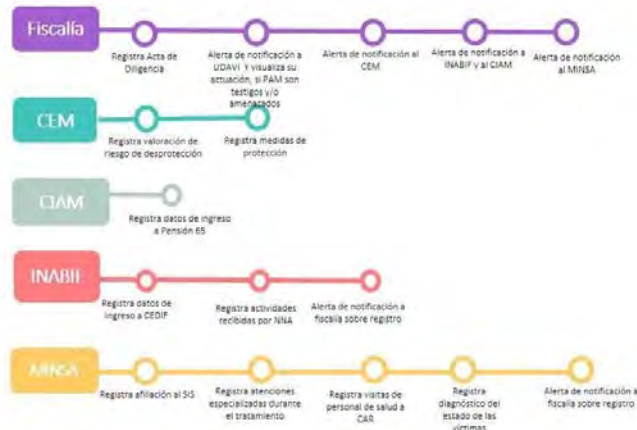 Fiscalía
Registra Acta de
Diligencia
Alerta de notificación a
UDAVI Y visualiza su
actuación, si PAM son
testigos y/o
amenazados
Alerta de notificación al
CEM
Alerta de notificación a
INABIF y al CIAM
Alerta de notificación
al MINSA
CEM
Registra valoración de
riesgo de desprotección
Registra medidas de
protección
CIAM
Registra datos de ingreso
a Pensión 65
INABIF
Registra datos de
ingreso a CEDIF
Registra actividades
recibidas por NNA
Alerta de notificación a
fiscalía sobre registro
MINSA
Registra afiliación al SIS
Registra atenciones
especializadas durante
el tratamiento
Registra visitas de
personal de salud a
CAR
Registra
diagnóstico del
estado de las
víctimas
Alerta de notificación a
fiscalía sobre registro